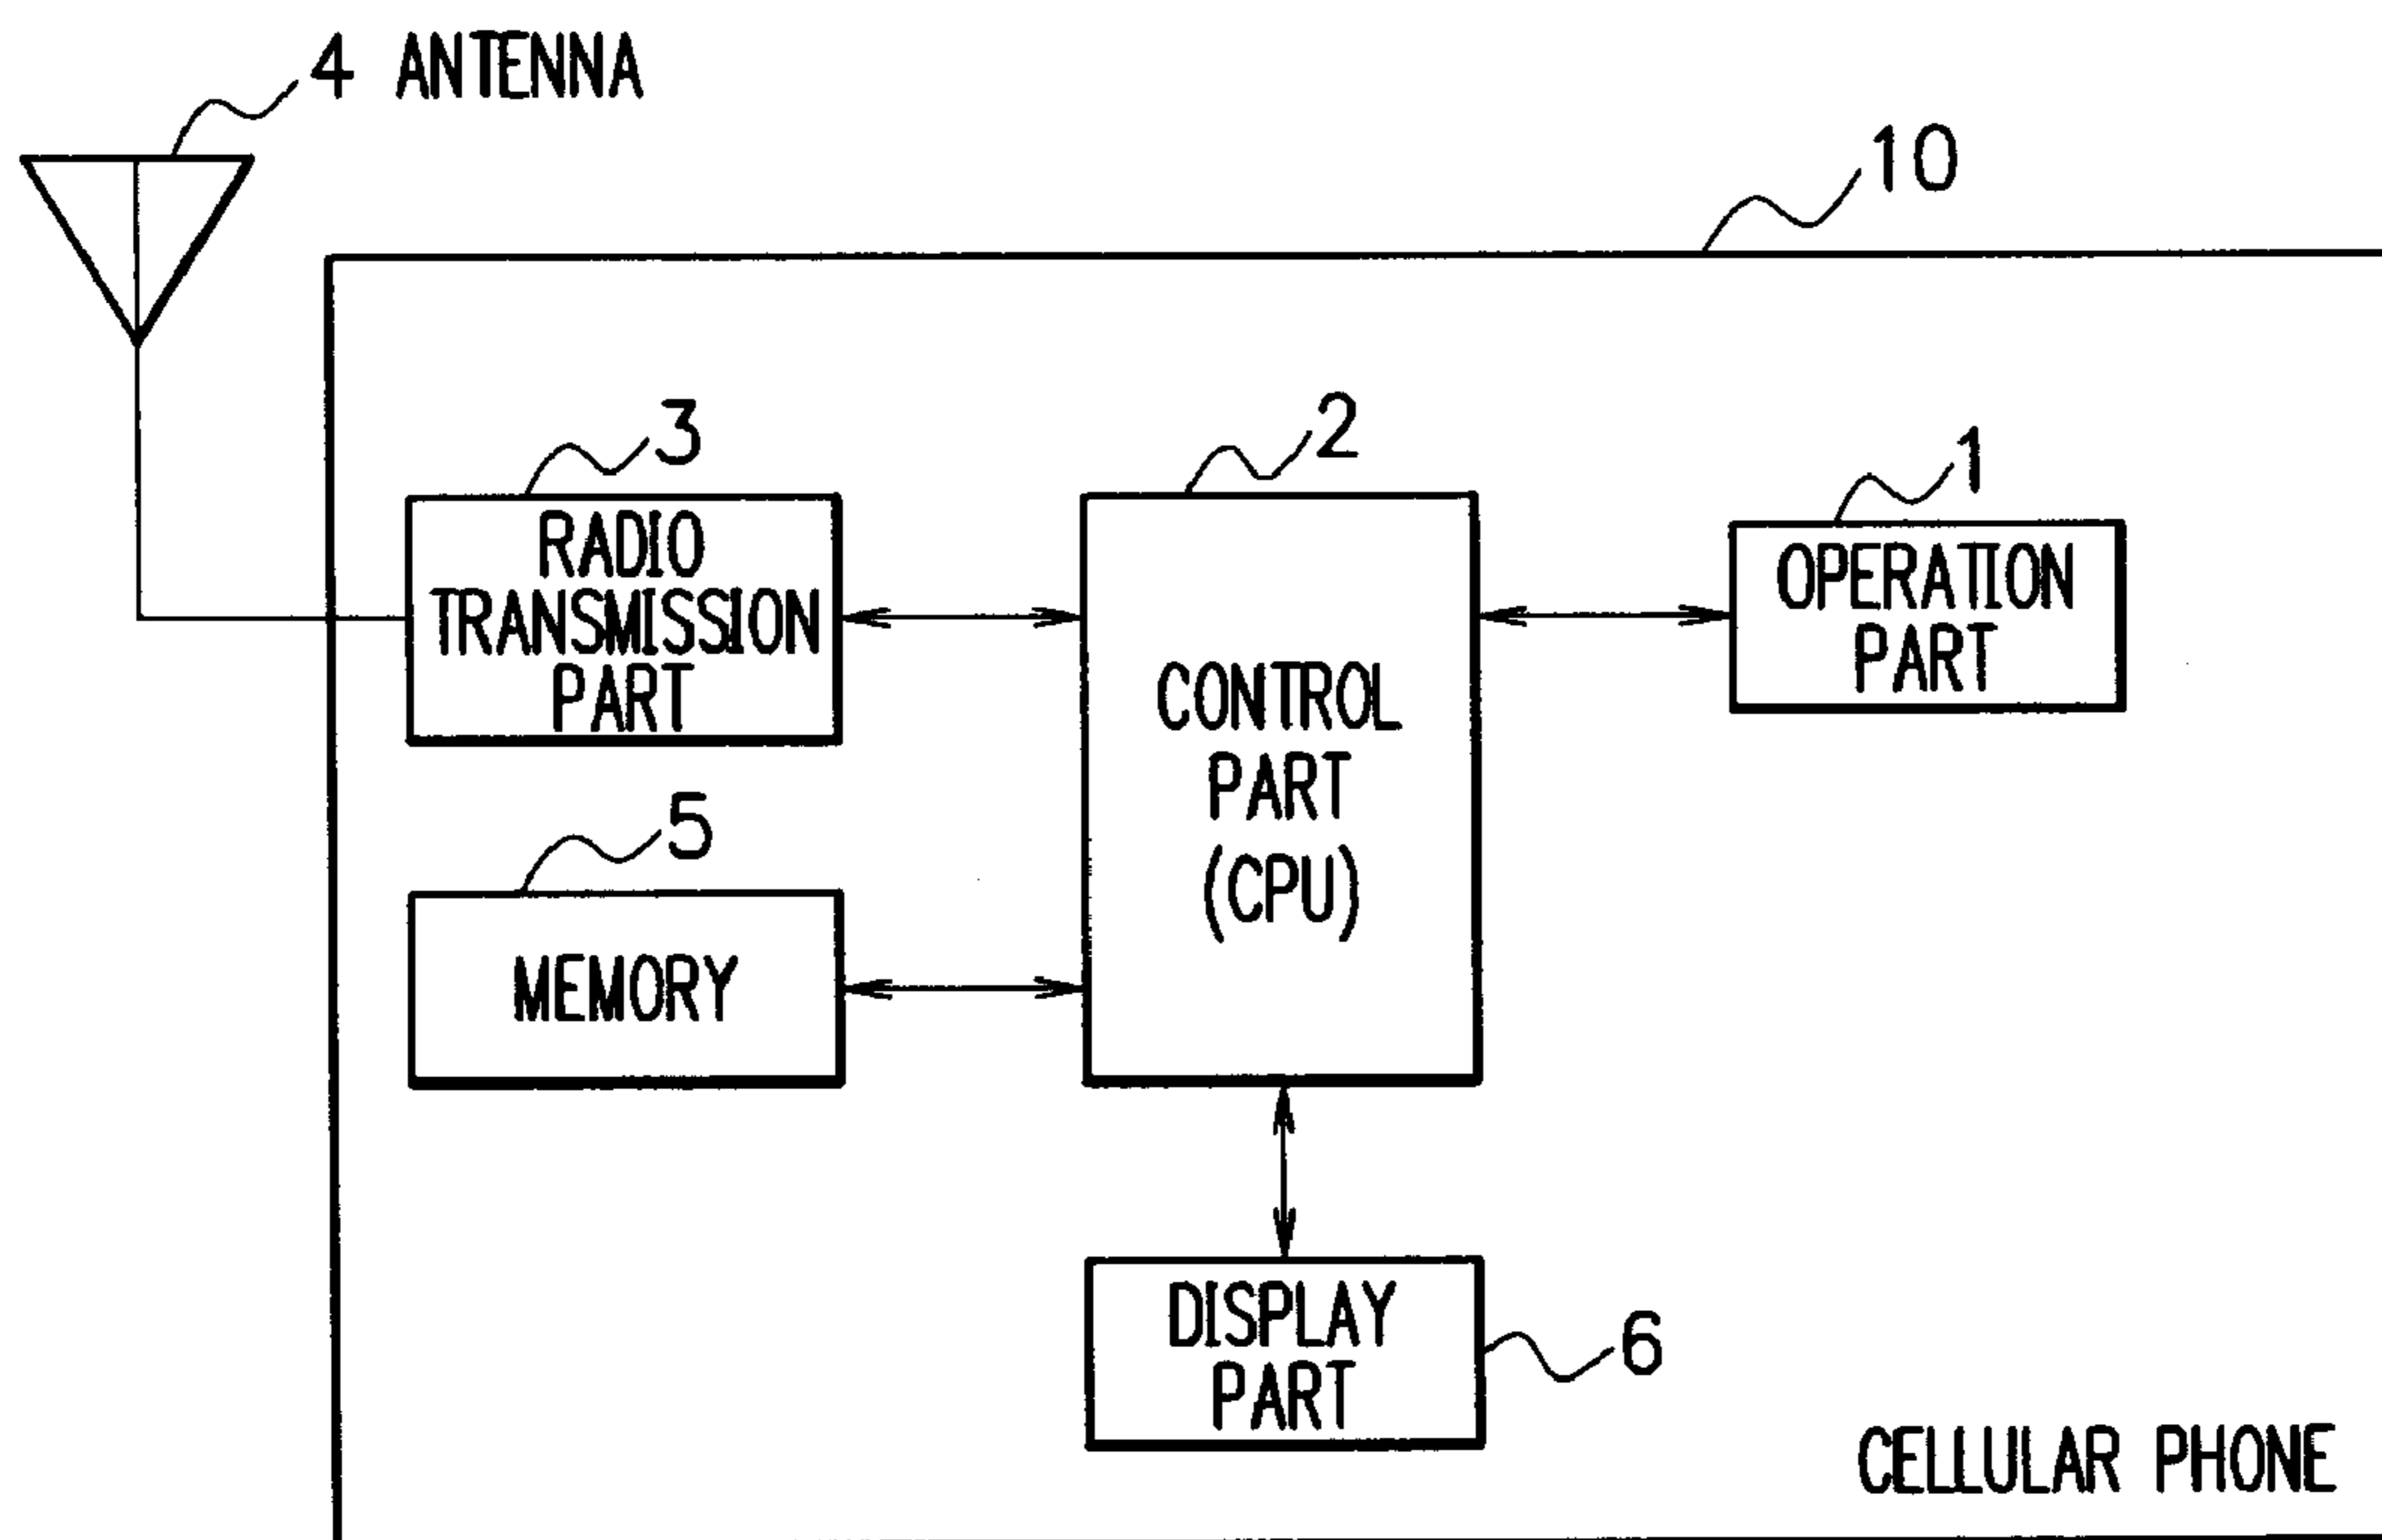 4 ANTENNA
10
3
RADIO
TRANSMISSION
PART
2
CONTROL
PART
(CPU)
1
OPERATION
PART
5
MEMORY
DISPLAY
PART
6
CELLULAR PHONE